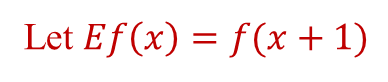 Let Ef(x) = f(x + 1)